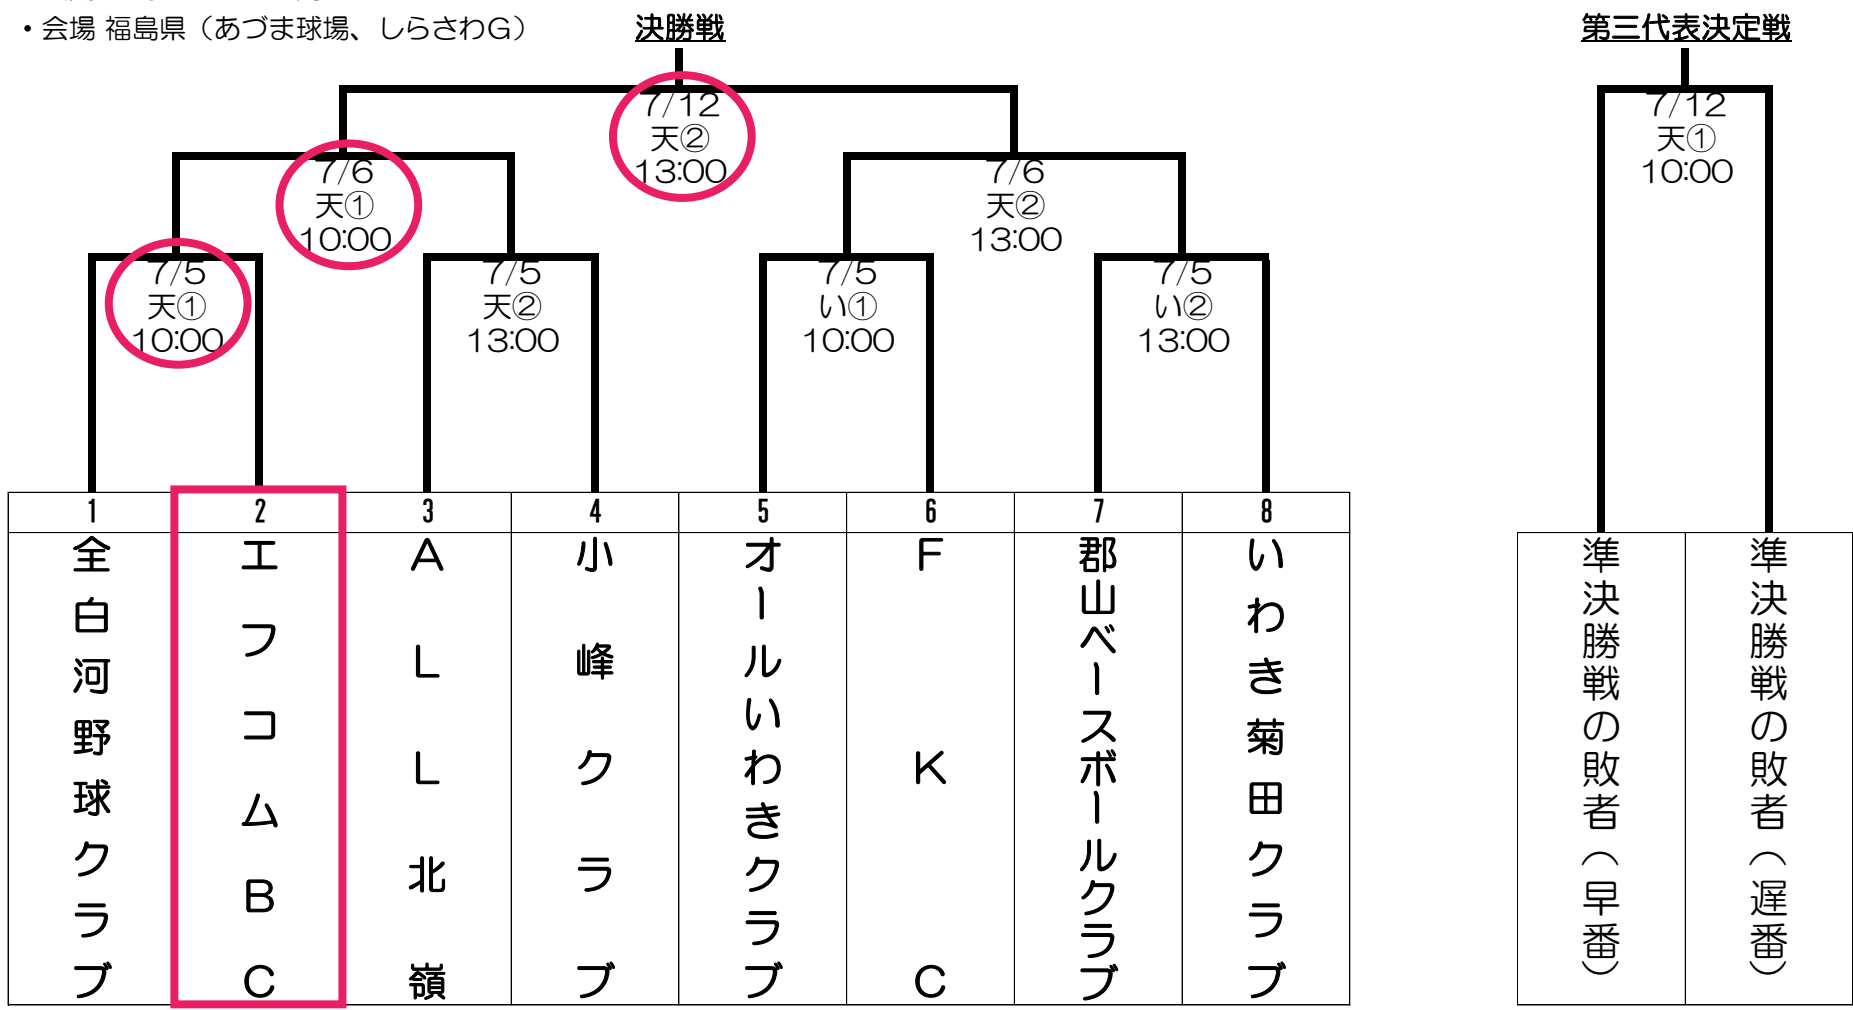 ・会場 福島県（あづま球場、しらさわＧ）
決勝戦
第三代表決定戦
7/12
天②
13:00
7/12
天①
10:00
7/6
天①
10:00
7/6
天②
13:00
7/5
天①
10:00
7/5
天②
13:00
7/5
い①
10:00
7/5
い②
13:00
1
2
3
4
5
6
7
8
全白河野球クラブ
エフコムＢＣ
ＡＬＬ北嶺
小峰クラブ
オールいわきクラブ
ＦＫＣ
郡山ベースボールクラブ
いわき菊田クラブ
準決勝戦の敗者（早番）
準決勝戦の敗者（遅番）